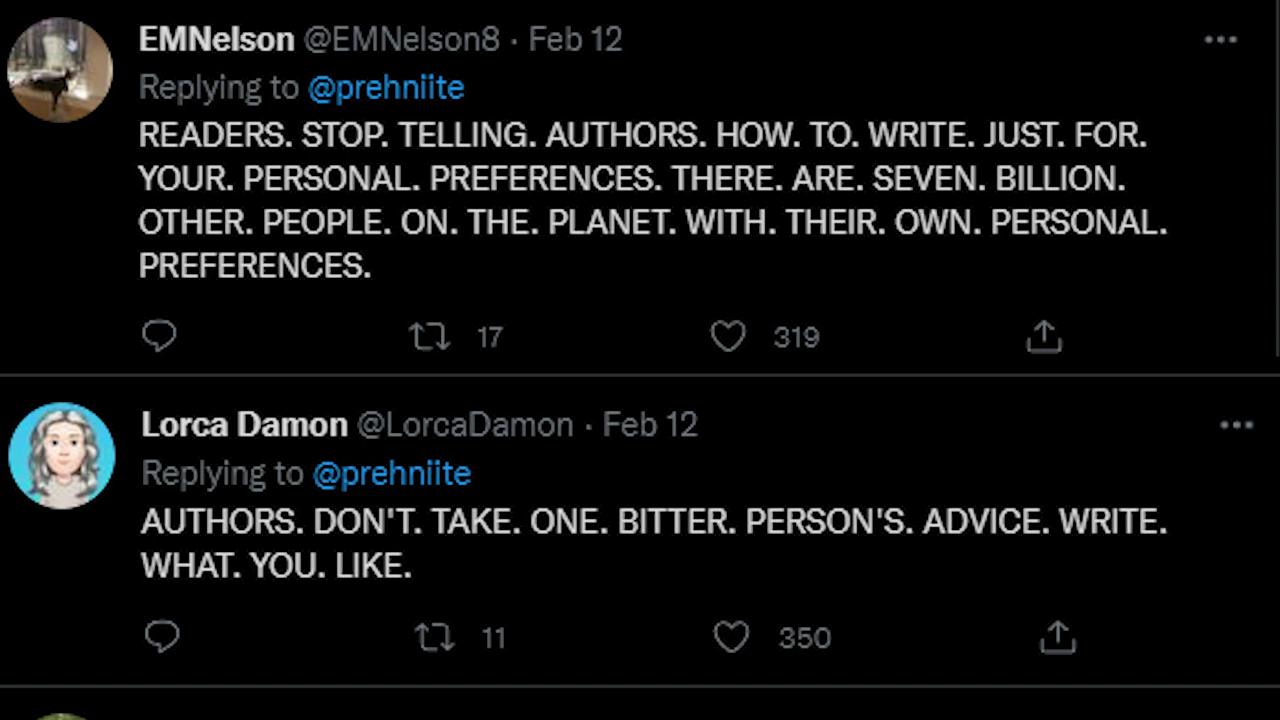 EMNelson @EMNelson8 · Feb 12
Replying to @prehniite
READERS. STOP. TELLING. AUTHORS. HOW. TO. WRITE. JUST. FOR.
YOUR. PERSONAL. PREFERENCES. THERE. ARE. SEVEN. BILLION.
OTHER. PEOPLE. ON. THE. PLANET. WITH. THEIR. OWN. PERSONAL.
PREFERENCES.
17 319
Lorca Damon @LorcaDamon · Feb 12
Replying to @prehniite
AUTHORS. DON'T. TAKE. ONE. BITTER. PERSON'S. ADVICE. WRITE.
WHAT. YOU. LIKE.
11 350